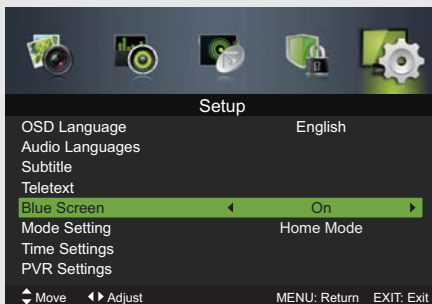 Setup
OSD Language English
Audio Languages
Subtitle
Teletext
Blue Screen On
Mode Setting Home Mode
Time Settings
PVR Settings
Move Adjust MENU: Return EXIT: Exit